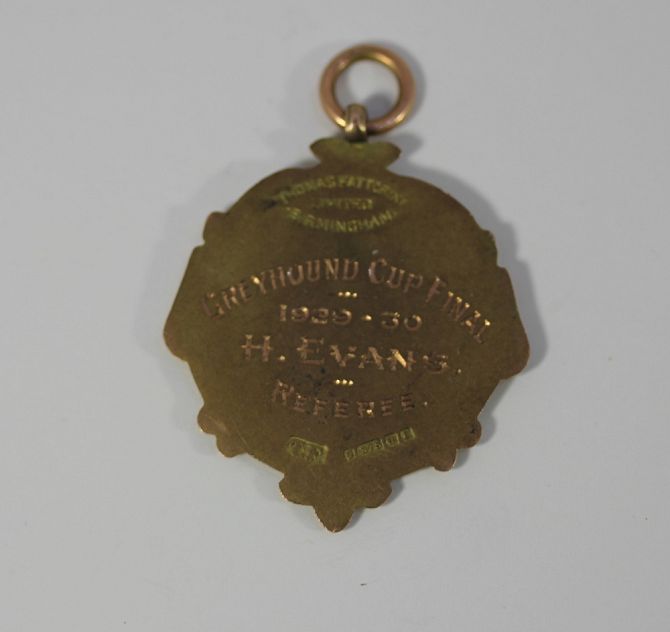 THOMAS FATTORINI
LIMITED
BIRMINGHAM
GREYHOUND CUP FINAL
1929-30
H. EVANS.
REFEREE.